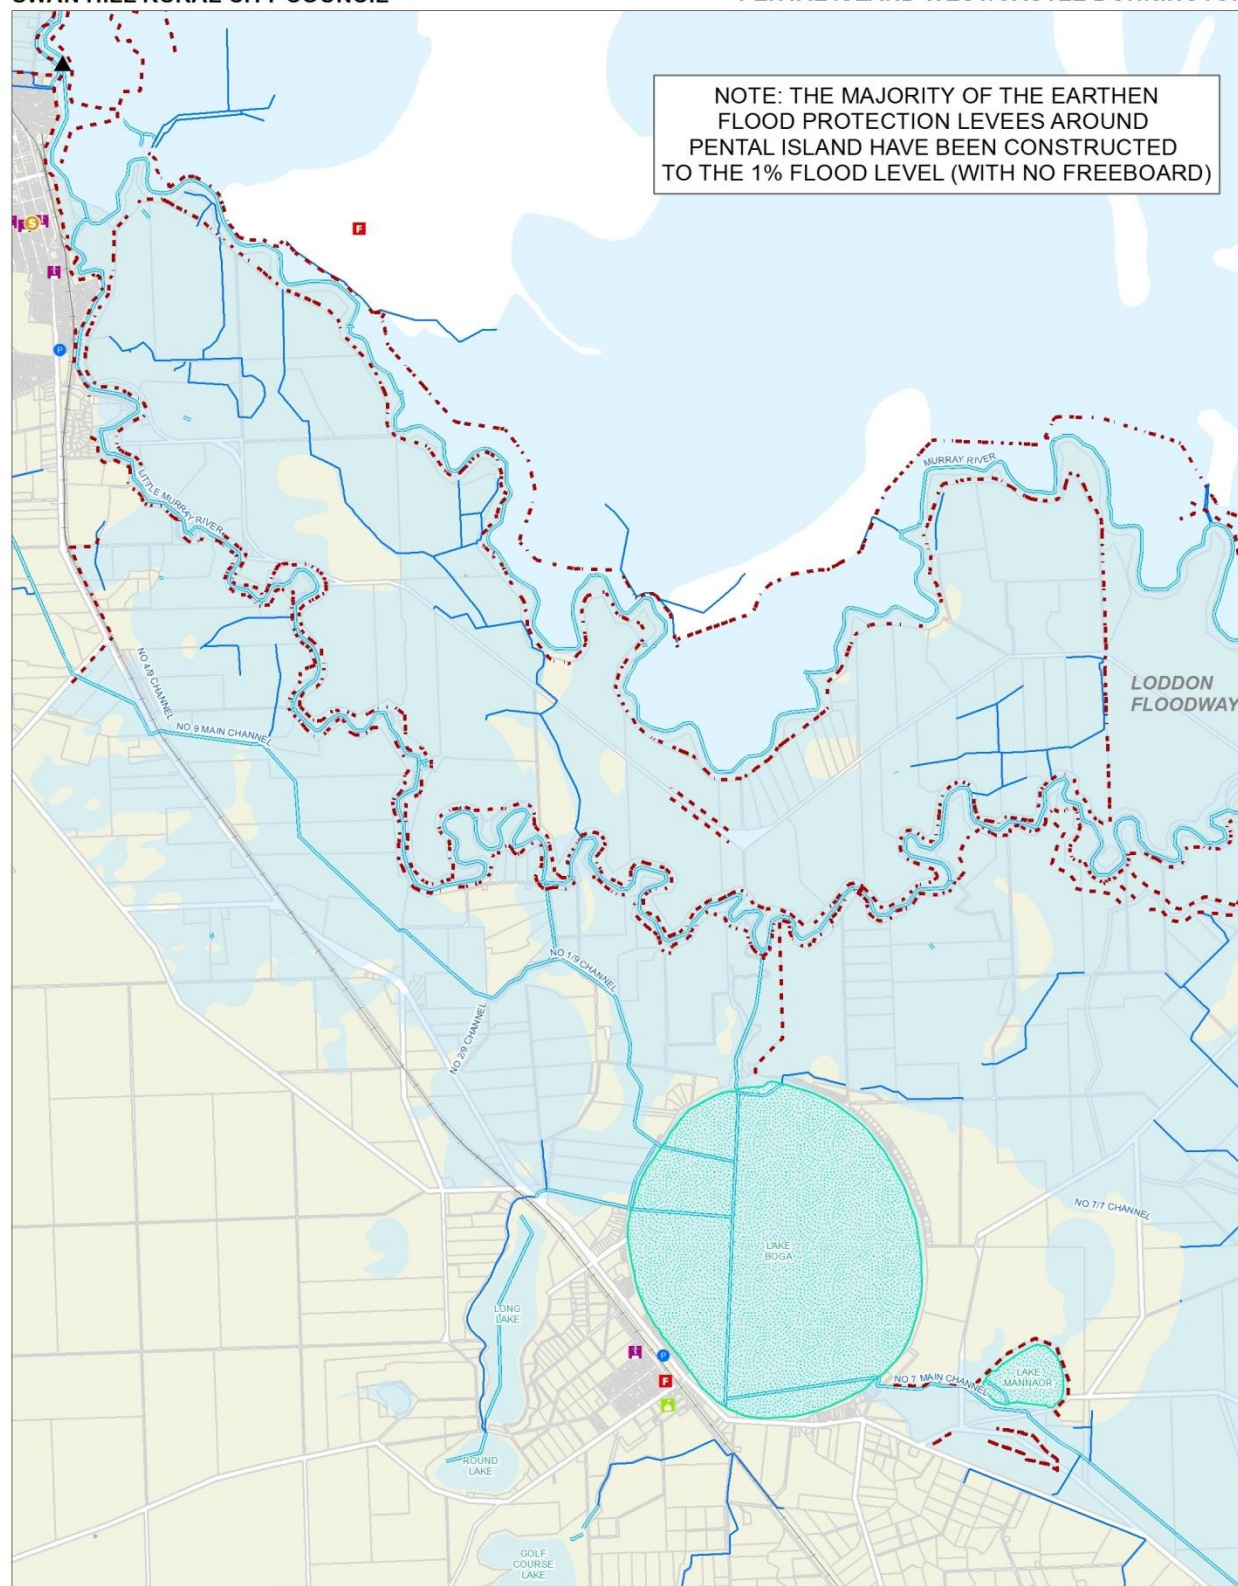 SWAN HILL RURAL CITY COUNCIL
NOTE: THE MAJORITY OF THE EARTHEN
FLOOD PROTECTION LEVEES AROUND
PENTAL ISLAND HAVE BEEN CONSTRUCTED
TO THE 1% FLOOD LEVEL (WITH NO FREEBOARD)
S
F
P
MURRAY RIVER
LITTLE MURRAY RIVER
LODDON
FLOODWAY
NO 4/9 CHANNEL
NO 9 MAIN CHANNEL
NO 1/9 CHANNEL
NO 2/9 CHANNEL
NO 7/7 CHANNEL
LAKE
BOGA
LONG
LAKE
P
F
LAKE
MANNAOR
NO 7 MAIN CHANNEL
ROUND
LAKE
GOLF
COURSE
LAKE